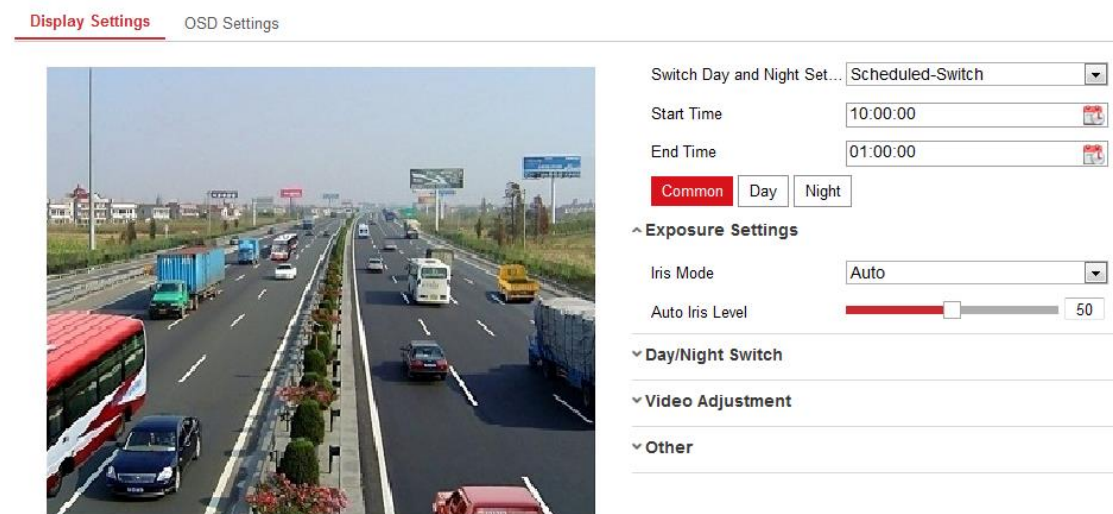 Display Settings
OSD Settings
Switch Day and Night Set... Scheduled-Switch
Start Time 10:00:00
End Time 01:00:00
Common Day Night
Exposure Settings
Iris Mode Auto
Auto Iris Level 50
Day/Night Switch
Video Adjustment
Other